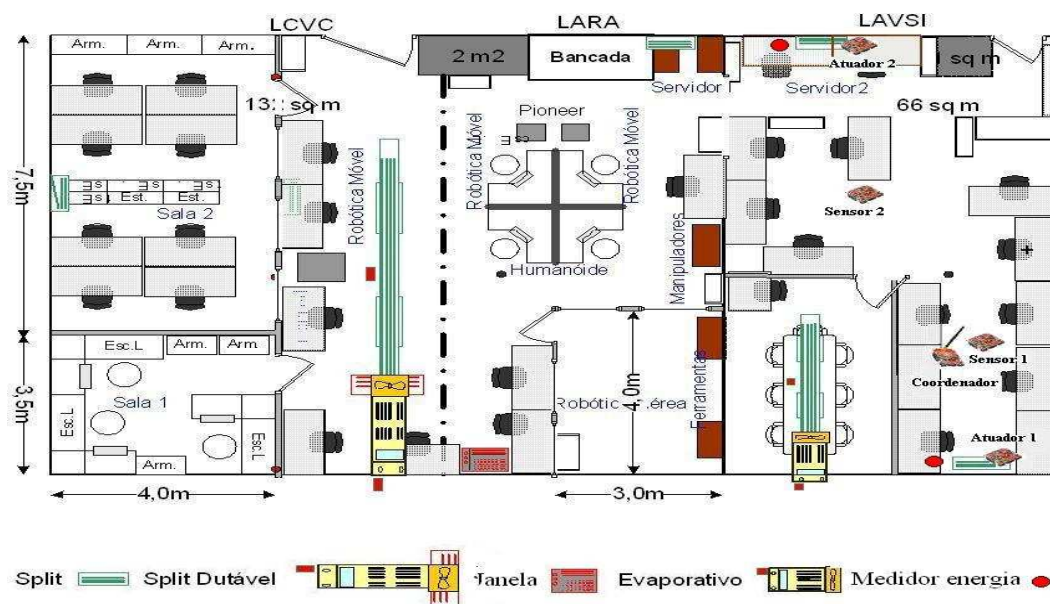 LCVC
LARA
LAVSI
Arm.
Arm.
Arm.
2 m2
Bancada
Servidor 1
Atuador 2
Servidor2
sq m
sq m
66 sq m
Pioneer
Robótica Móvel
Robótica Móvel
Robótica Móvel
7,5m
Est.
Est.
Sala 2
Sensor 2
Humanóide
Manipuladores
Esc.L
Arm.
Arm.
Sala 1
3,5m
Esc.L
Esc.L
Arm.
4,0m
Ferramentas
Sensor 1
Coordenador
Atuador 1
4,0m
3,0m
Split
Split Dutável
Janela
Evaporativo
Medidor energia